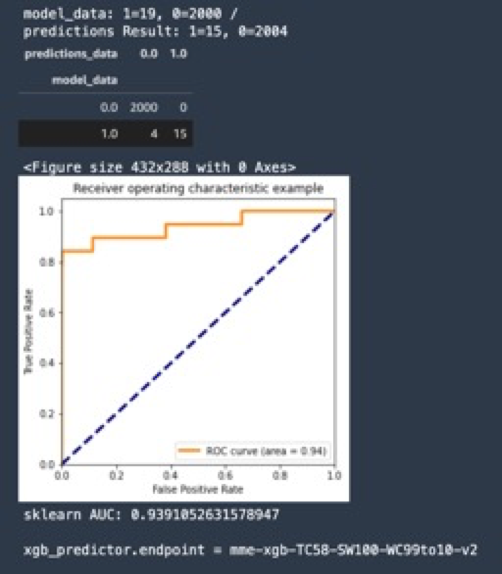 model_data: 1=19, 0=2000 /
predictions Result: 1=15, 0=2004
predictions_data 0.0 1.0
model_data
0.0 2000 0
1.0 4 15
<Figure size 432x288 with 0 Axes>
Receiver operating characteristic example
1.0
0.8
0.6
0.4
0.2
0.0
True Positive Rate
ROC curve (area = 0.94)
0.0 0.2 0.4 0.6 0.8 1.0
False Positive Rate
sklearn AUC: 0.9391052631578947
xgb_predictor.endpoint = mme-xgb-TC58-SW100-WC99to10-v2